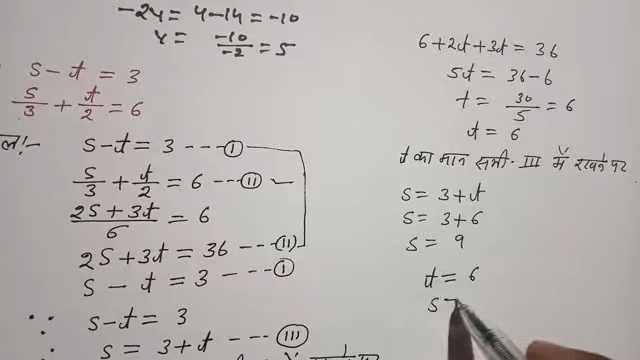 -2y = 4-14 = -10
y = -10/-2 = 5
s - t = 3
s/3 + t/2 = 6
s-t = 3 --- (I)
s/3 + t/2 = 6 --- (II)
2s+3t/6 = 6
2s+3t = 36 --- (II)
s - t = 3 --- (I)
∵ s-t = 3
∴ s = 3+t --- (III)
6+2t+3t = 36
5t = 36-6
t = 30/5 = 6
t = 6
t का मान समी. III में रखने पर
s = 3+t
s = 3+6
s = 9
t = 6
s =